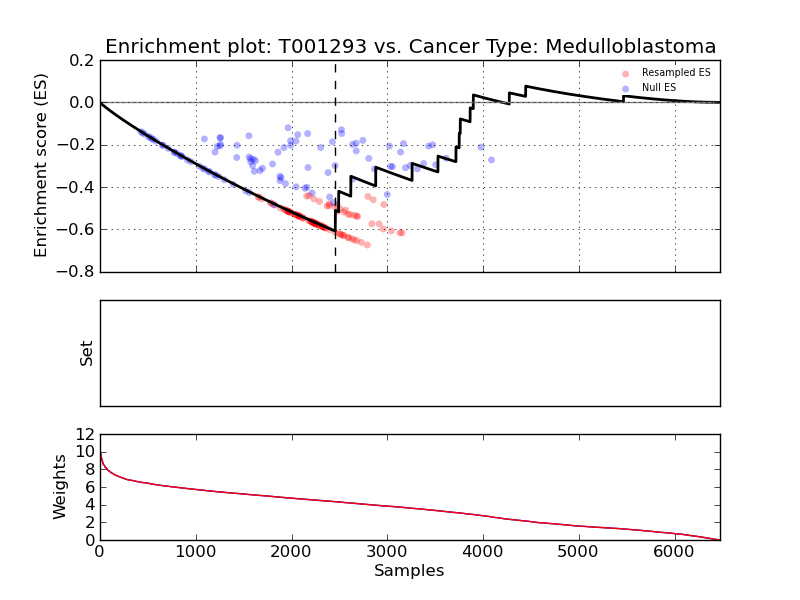 Enrichment plot: T001293 vs. Cancer Type: Medulloblastoma
Enrichment score (ES)
0.2
0.0
−0.2
−0.4
−0.6
−0.8
Resampled ES
Null ES
Set
Weights
12
10
8
6
4
2
0
0 1000 2000 3000 4000 5000 6000
Samples